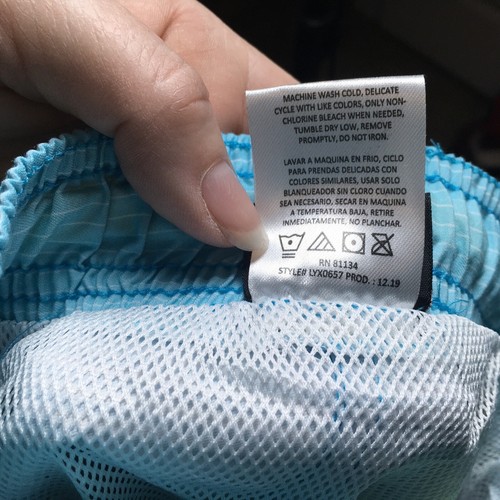 MACHINE WASH COLD, DELICATE
CYCLE WITH LIKE COLORS, ONLY NON-
CHLORINE BLEACH WHEN NEEDED,
TUMBLE DRY LOW, REMOVE
PROMPTLY, DO NOT IRON.
LAVAR A MAQUINA EN FRIO, CICLO
PARA PRENDAS DELICADAS CON
COLORES SIMILARES, USAR SOLO
BLANQUEADOR SIN CLORO CUANDO
SEA NECESARIO, SECAR EN MAQUINA
A TEMPERATURA BAJA, RETIRE
INMEDIATAMENTE, NO PLANCHAR.
RN 81134
STYLE# LYX0657 PROD. : 12.19